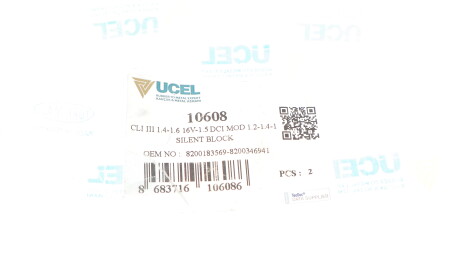 UCEL
10608
CLI III 1.4-1.6 16V-1.5 DCI MOD 1.2-1.4-1
SILENT BLOCK
OEM NO : 8200183569-8200346941
8 683716 106086
PCS : 2